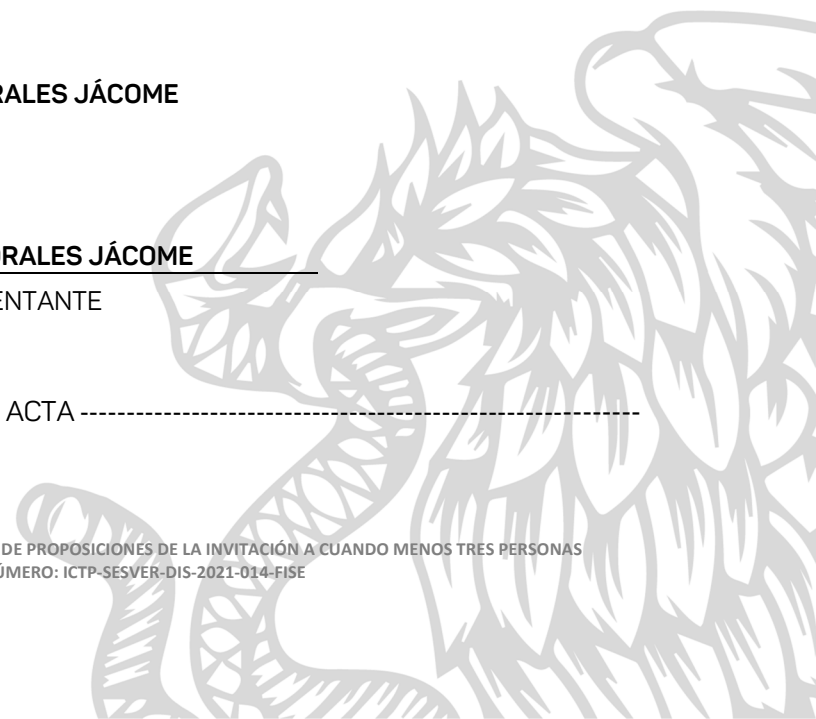 RALES JÁCOME
ORALES JÁCOME
ENTANTE
ACTA -------------------------------------------------------------
DE PROPOSICIONES DE LA INVITACIÓN A CUANDO MENOS TRES PERSONAS
ÚMERO: ICTP-SESVER-DIS-2021-014-FISE